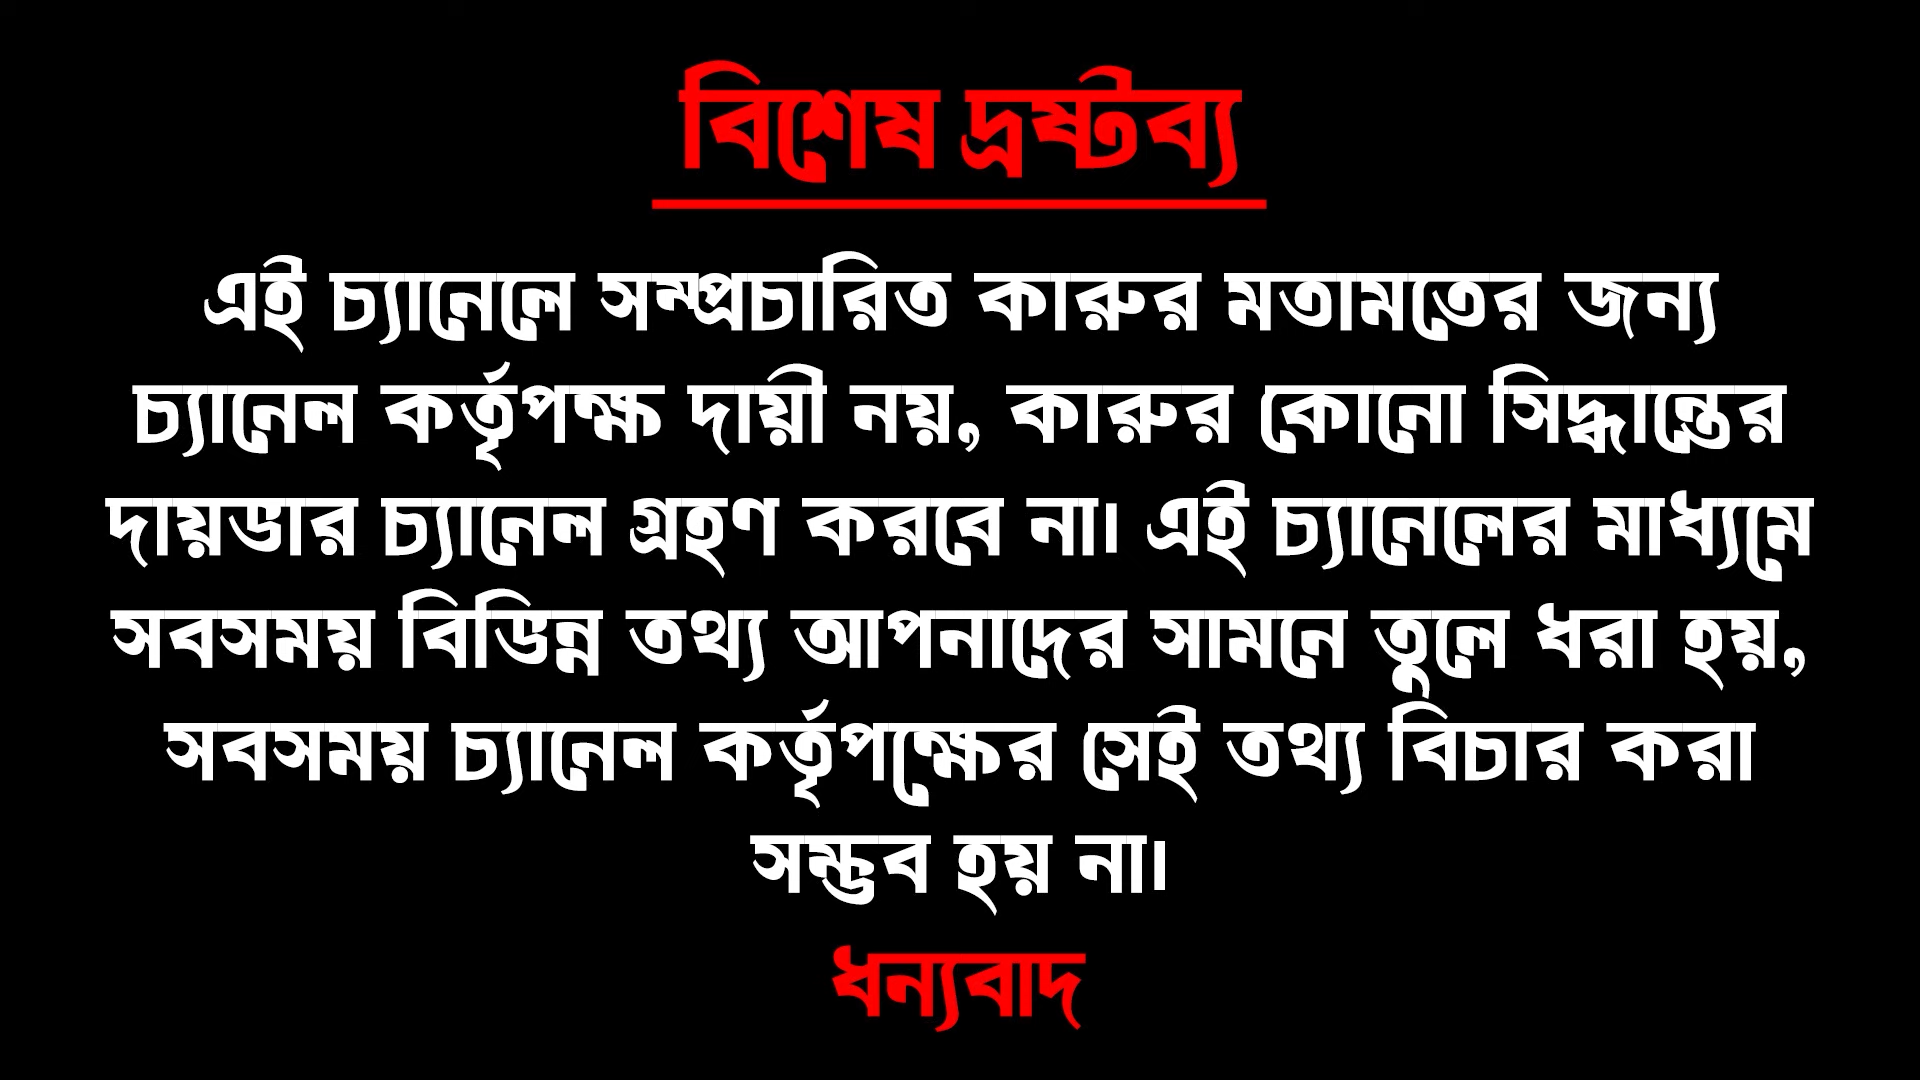 বিশেষ দ্রষ্টব্য
এই চ্যানেলে সম্প্রচারিত কারুর মতামতের জন্য
চ্যানেল কর্তৃপক্ষ দায়ী নয়, কারুর কোনো সিদ্ধান্তের
দায়ভার চ্যানেল গ্রহণ করবে না। এই চ্যানেলের মাধ্যমে
সবসময় বিভিন্ন তথ্য আপনাদের সামনে তুলে ধরা হয়,
সবসময় চ্যানেল কর্তৃপক্ষের সেই তথ্য বিচার করা
সম্ভব হয় না।
ধন্যবাদ